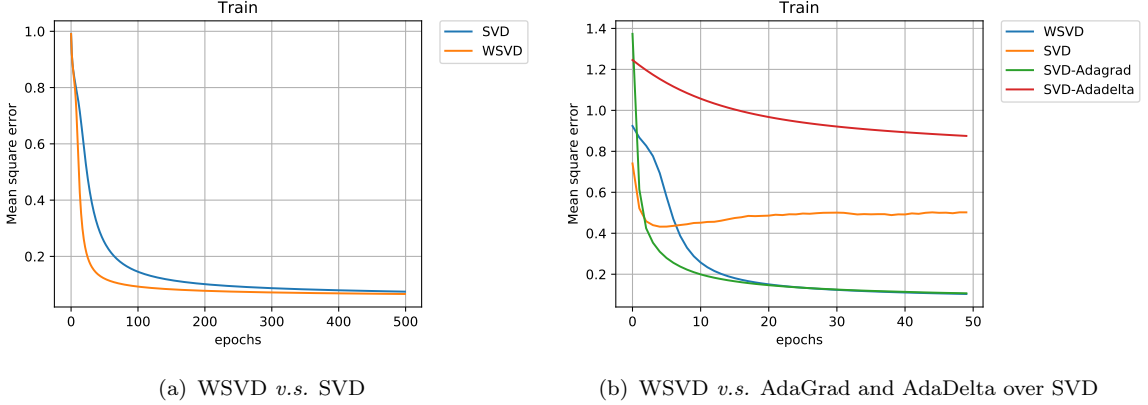 Train
Mean square error
1.0
0.8
0.6
0.4
0.2
0
100
200
300
400
500
epochs
SVD
WSVD
(a) WSVD v.s. SVD
Train
Mean square error
1.4
1.2
1.0
0.8
0.6
0.4
0.2
0
10
20
30
40
50
epochs
WSVD
SVD
SVD-Adagrad
SVD-Adadelta
(b) WSVD v.s. AdaGrad and AdaDelta over SVD